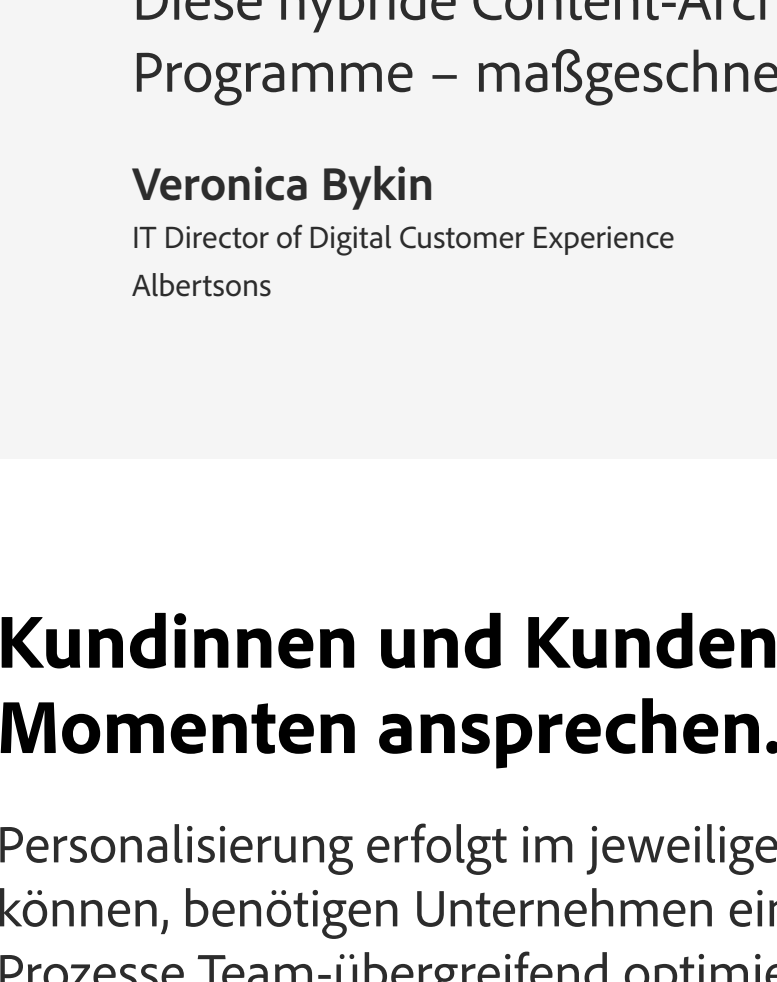 Diese hybride Content-Arch
Programme – maßgeschne
Veronica Bykin
IT Director of Digital Customer Experience
Albertsons
Kundinnen und Kunden
Momenten ansprechen.
Personalisierung erfolgt im jeweilige
können, benötigen Unternehmen ein
Prozesse Team-übergreifend optimie